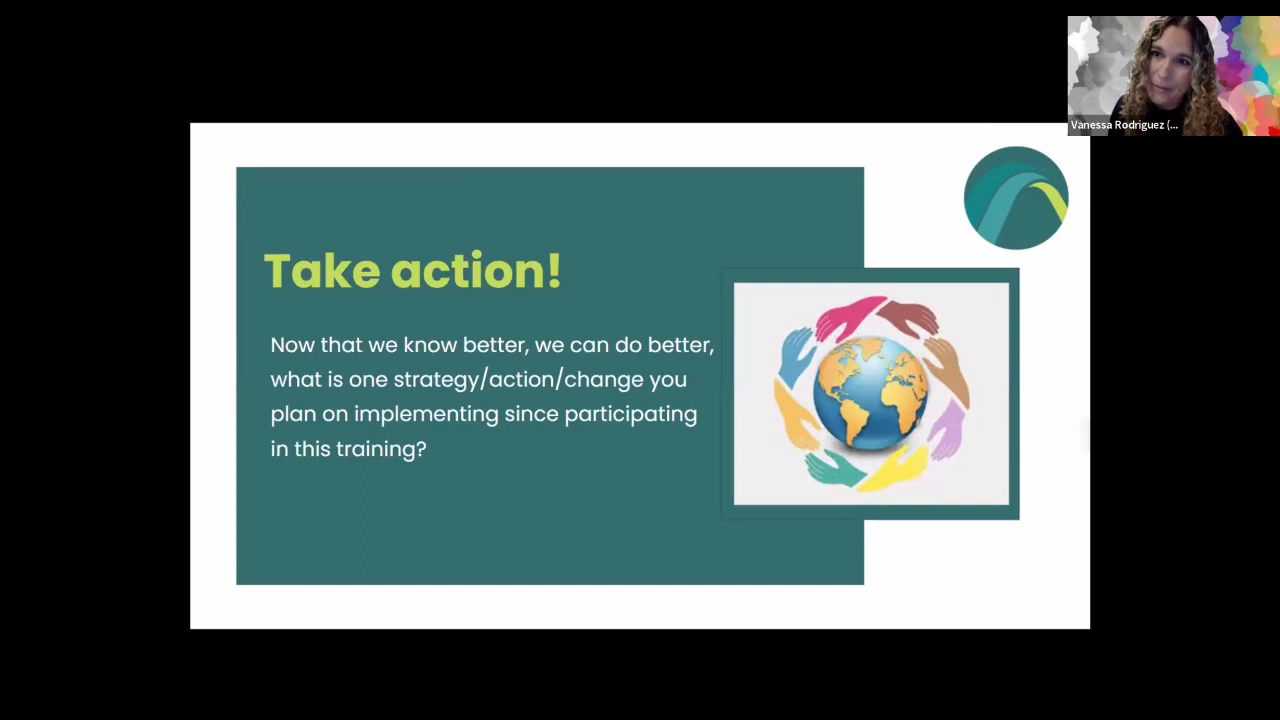 Vanessa Rodriguez (...
Take action!
Now that we know better, we can do better,
what is one strategy/action/change you
plan on implementing since participating
in this training?